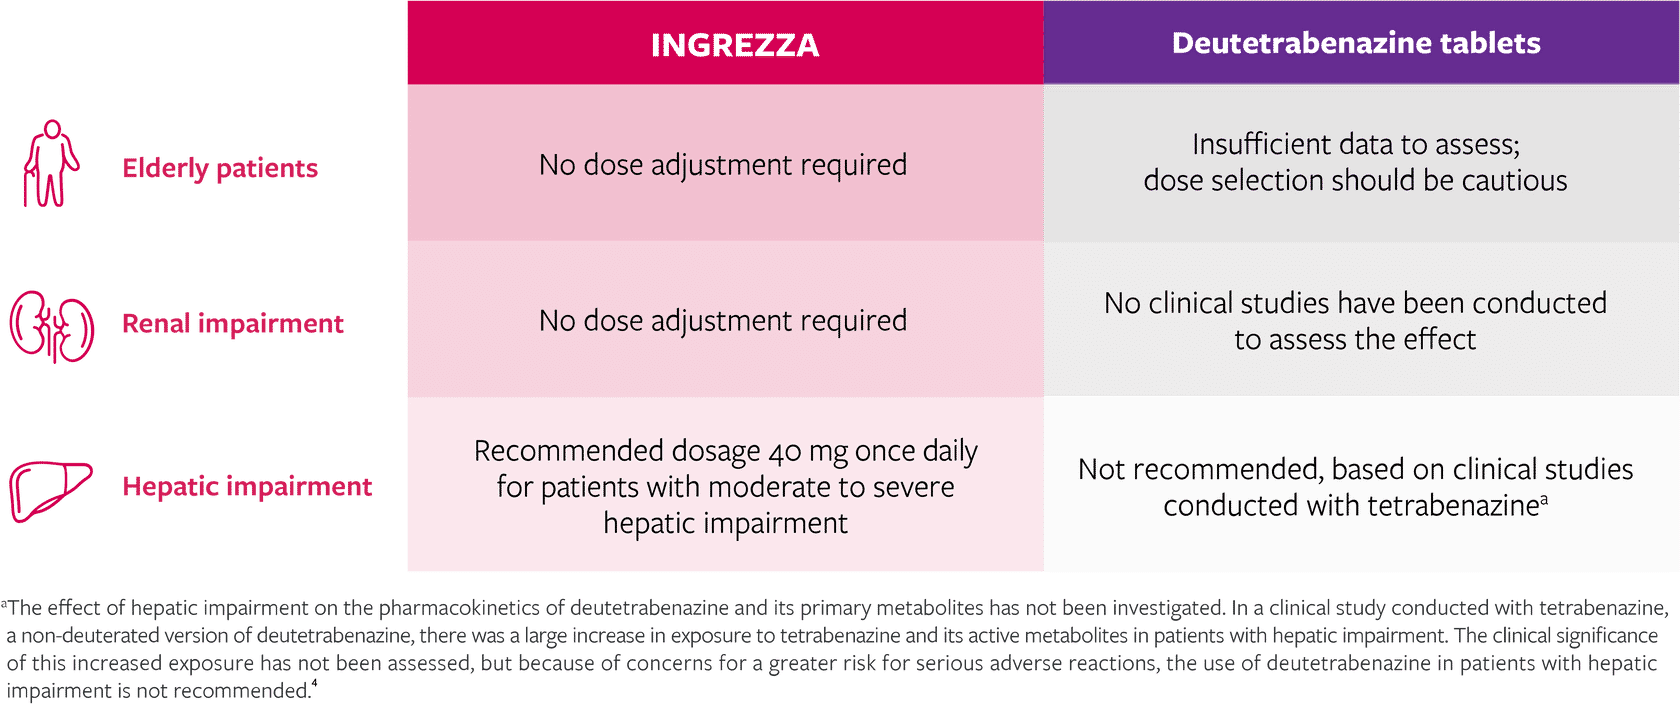 INGREZZA
Deutetrabenazine tablets
Elderly patients
No dose adjustment required
Insufficient data to assess;
dose selection should be cautious
Renal impairment
No dose adjustment required
No clinical studies have been conducted
to assess the effect
Hepatic impairment
Recommended dosage 40 mg once daily
for patients with moderate to severe
hepatic impairment
Not recommended, based on clinical studies
conducted with tetrabenazineᵃ
ᵃThe effect of hepatic impairment on the pharmacokinetics of deutetrabenazine and its primary metabolites has not been investigated. In a clinical study conducted with tetrabenazine,
a non-deuterated version of deutetrabenazine, there was a large increase in exposure to tetrabenazine and its active metabolites in patients with hepatic impairment. The clinical significance
of this increased exposure has not been assessed, but because of concerns for a greater risk for serious adverse reactions, the use of deutetrabenazine in patients with hepatic
impairment is not recommended.⁴